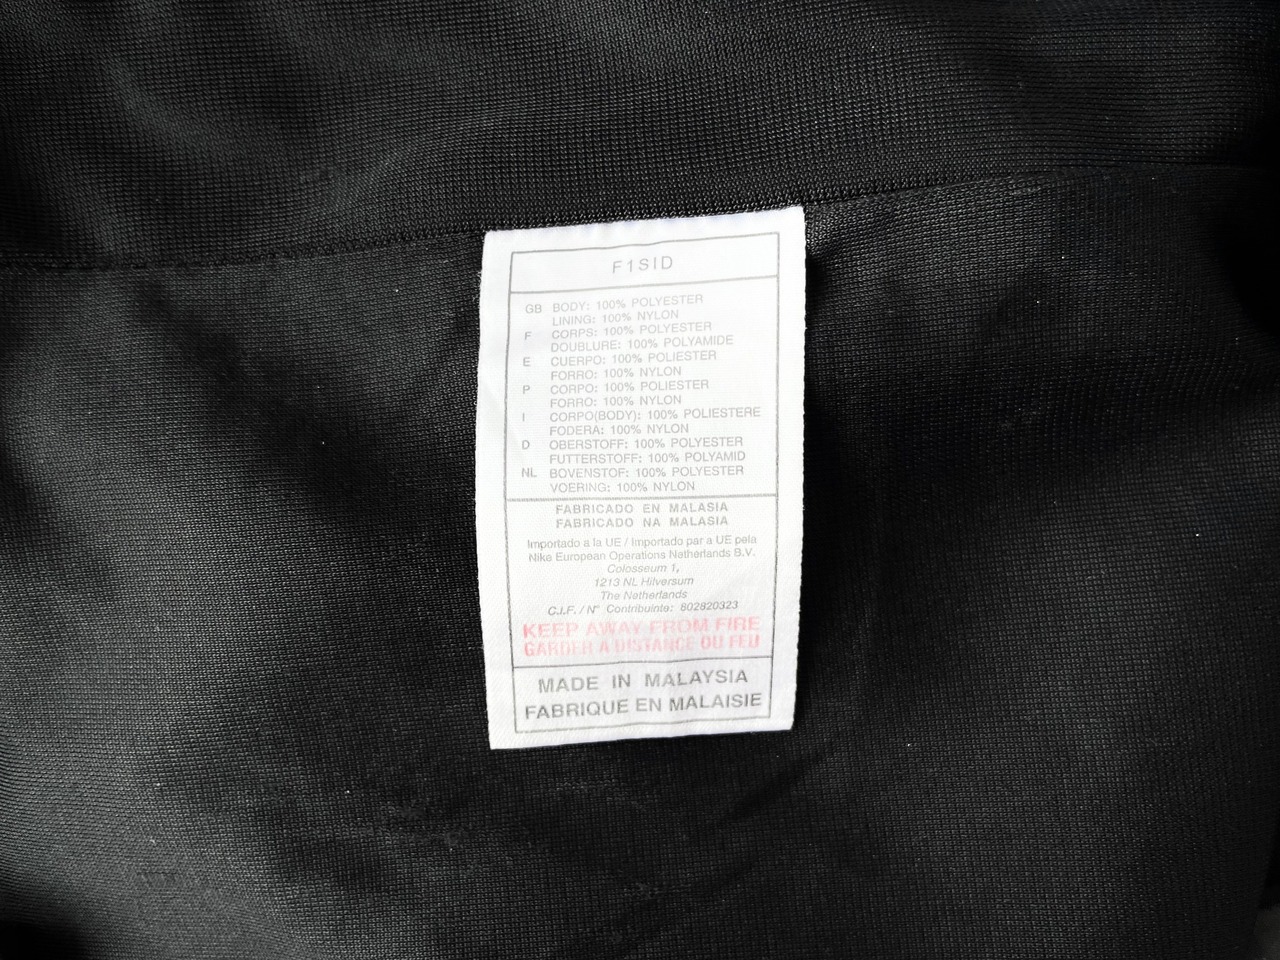 F1SID
GB BODY: 100% POLYESTER
LINING: 100% NYLON
F CORPS: 100% POLYESTER
DOUBLURE: 100% POLYAMIDE
E CUERPO: 100% POLIESTER
FORRO: 100% NYLON
P CORPO: 100% POLIESTER
FORRO: 100% NYLON
I CORPO(BODY): 100% POLIESTERE
FODERA: 100% NYLON
D OBERSTOFF: 100% POLYESTER
FUTTERSTOFF: 100% POLYAMID
NL BOVENSTOF: 100% POLYESTER
VOERING: 100% NYLON
FABRICADO EN MALASIA
FABRICADO NA MALASIA
Importado a la UE / Importado par a UE pela
Nike European Operations Netherlands B.V.
Colosseum 1,
1213 NL Hilversum
The Netherlands
C.I.F. / N° Contribuinte: 802820323
KEEP AWAY FROM FIRE
GARDER A DISTANCE OU FEU
MADE IN MALAYSIA
FABRIQUE EN MALAISIE